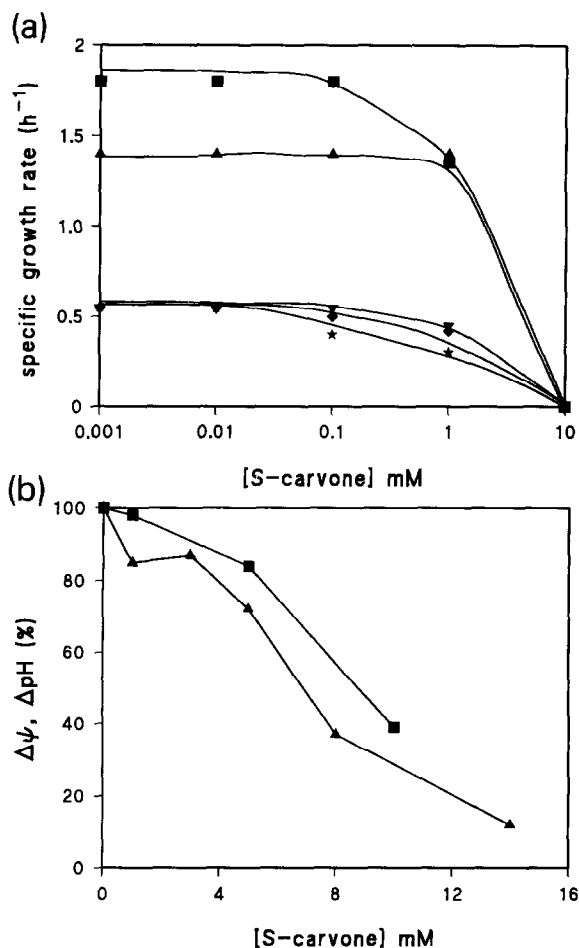 (a)
2
1.5
1.0
0.5
0
specific growth rate (h⁻¹)
0.001 0.01 0.1 1 10
[S-carvone] mM
(b)
100
80
60
40
20
0
Δψ, ΔpH (%)
0 4 8 12 16
[S-carvone] mM